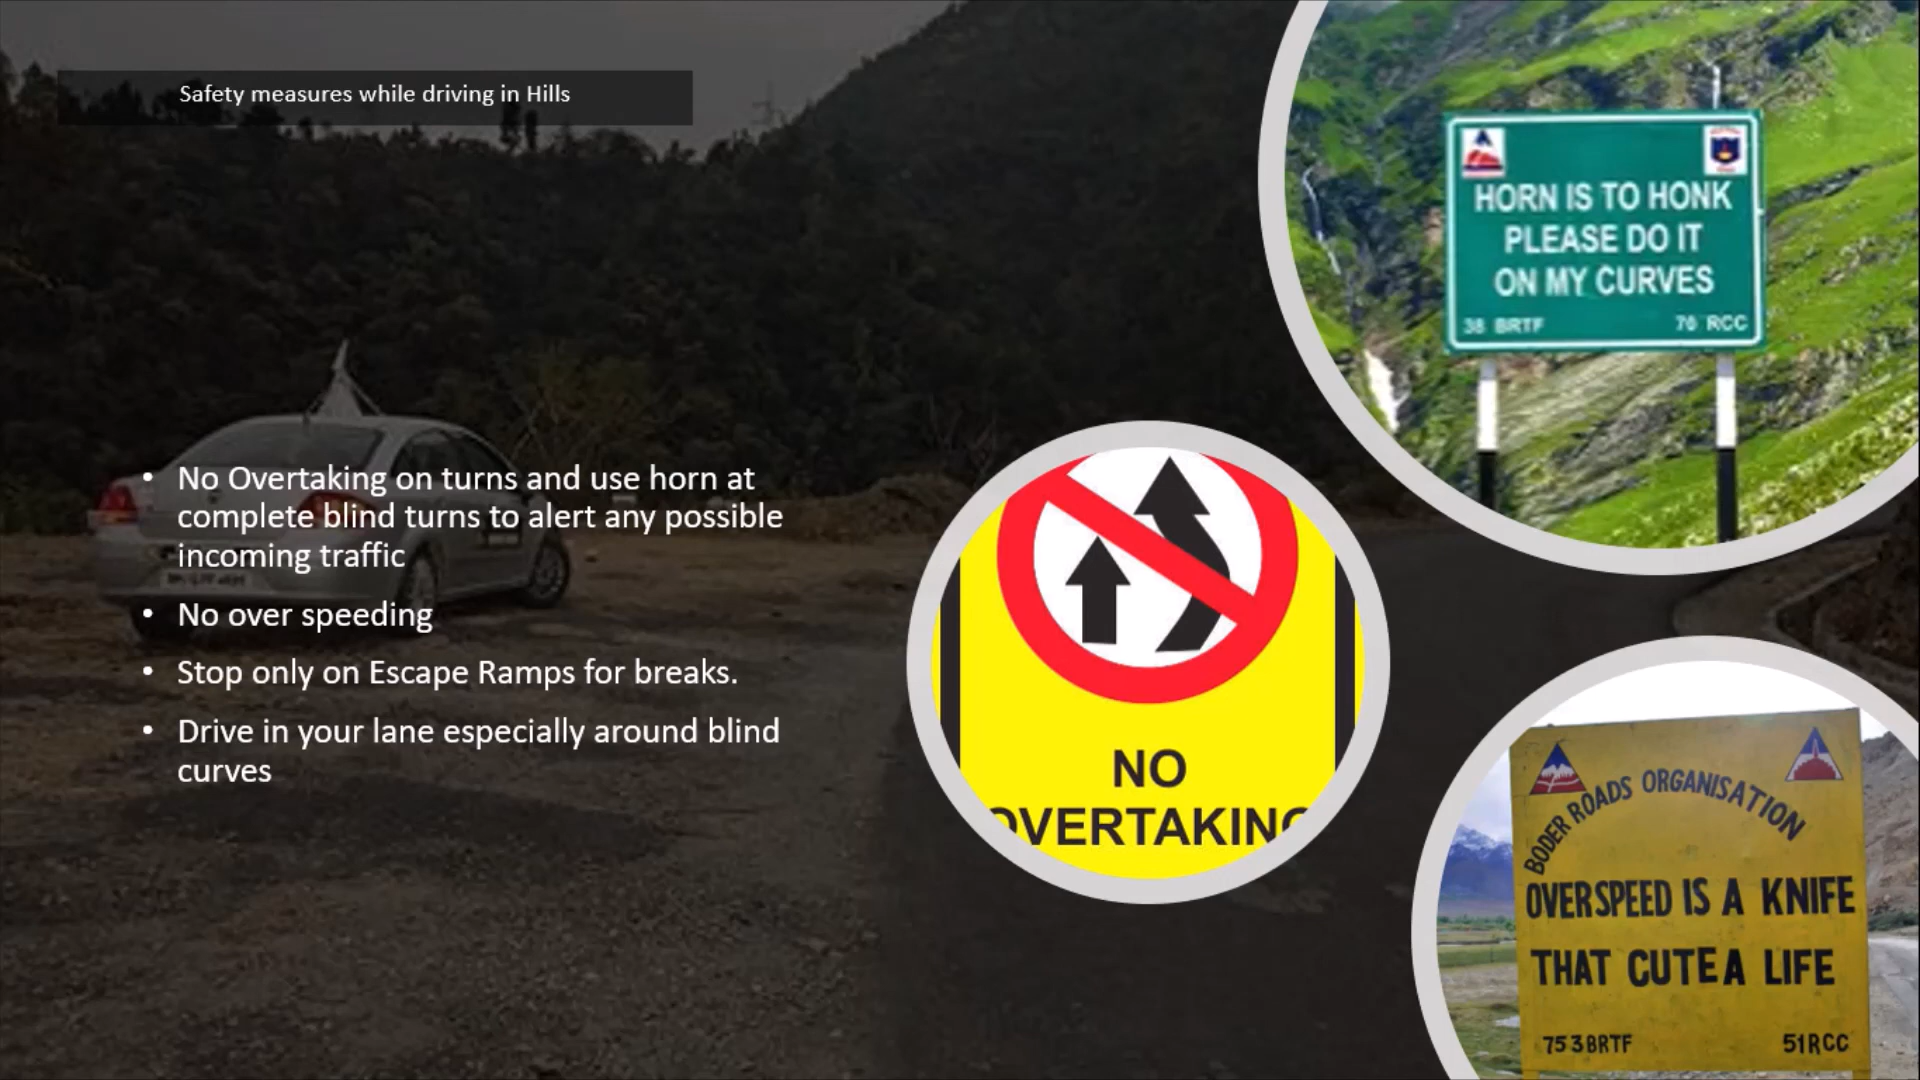 Safety measures while driving in Hills
• No Overtaking on turns and use horn at
complete blind turns to alert any possible
incoming traffic
• No over speeding
• Stop only on Escape Ramps for breaks.
• Drive in your lane especially around blind
curves
HORN IS TO HONK
PLEASE DO IT
ON MY CURVES
38 BRTF 70 RCC
NO
OVERTAKING
BODER ROADS ORGANISATION
OVERSPEED IS A KNIFE
THAT CUTE A LIFE
753BRTF 51RCC